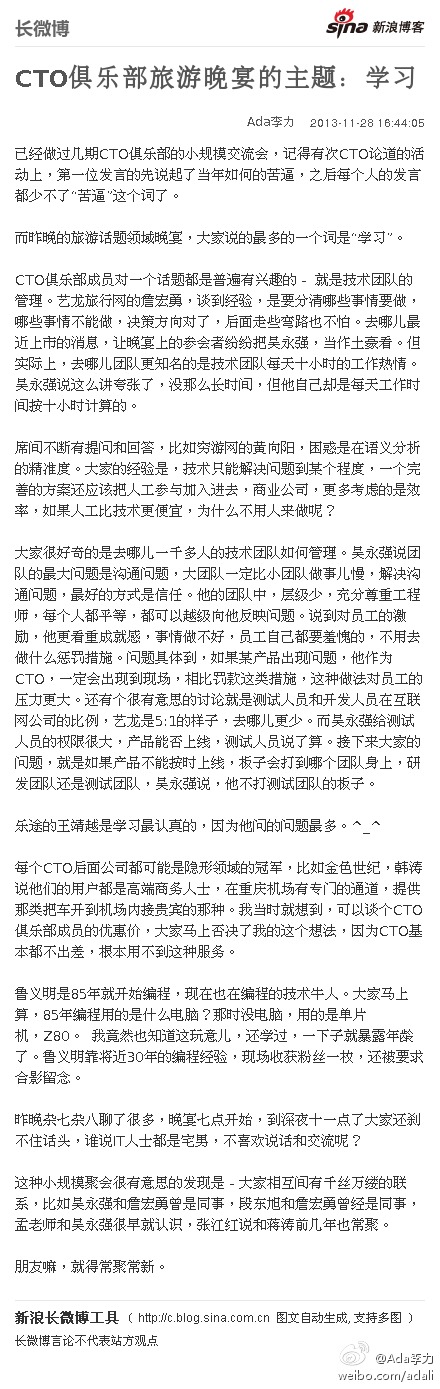 长微博
sina 新浪博客
CTO俱乐部旅游晚宴的主题：学习
Ada李力 2013-11-28 16:44:05
已经做过几期CTO俱乐部的小规模交流会，记得有次CTO论道的活
动上，第一位发言的先说起了当年如何的苦逼，之后每个人的发言
都少不了“苦逼”这个词了。
而昨晚的旅游话题领域晚宴，大家说的最多的一个词是“学习”。
CTO俱乐部成员对一个话题都是普遍有兴趣的 - 就是技术团队的
管理。艺龙旅行网的詹宏勇，谈到经验，是要分清哪些事情要做，
哪些事情不能做，决策方向对了，后面走些弯路也不怕。去哪儿最
近上市的消息，让晚宴上的参会者纷纷把吴永强，当作土豪看。但
实际上，去哪儿团队更知名的是技术团队每天十小时的工作热情。
吴永强说这么讲夸张了，没那么长时间，但他自己却是每天工作时
间按十小时计算的。
席间不断有提问和回答，比如穷游网的黄向阳，困惑是在语义分析
的精准度。大家的经验是，技术只能解决问题到某个程度，一个完
善的方案还应该把人工参与加入进去，商业公司，更多考虑的是效
率，如果人工比技术更便宜，为什么不用人来做呢？
大家很好奇的是去哪儿一千多人的技术团队如何管理。吴永强说团
队的最大问题是沟通问题，大团队一定比小团队做事儿慢，解决沟
通问题，最好的方式是信任。他的团队中，层级少，充分尊重工程
师，每个人都平等，都可以越级向他反映问题。说到对员工的激
励，他更看重成就感，事情做不好，员工自己都要羞愧的，不用去
做什么惩罚措施。问题具体到，如果某产品出现问题，他作为
CTO，一定会出现到现场，相比罚款这类措施，这种做法对员工的
压力更大。还有个很有意思的讨论就是测试人员和开发人员在互联
网公司的比例，艺龙是5:1的样子，去哪儿更少。而吴永强给测试
人员的权限很大，产品能否上线，测试人员说了算。接下来大家的
问题，就是如果产品不能按时上线，板子会打到哪个团队身上，研
发团队还是测试团队，吴永强说，他不打测试团队的板子。
乐途的王靖越是学习最认真的，因为他问的问题最多。^_^
每个CTO后面公司都可能是隐形领域的冠军，比如金色世纪，韩涛
说他们的用户都是高端商务人士，在重庆机场有专门的通道，提供
那类把车开到机场内接贵宾的那种。我当时就想到，可以谈个CTO
俱乐部成员的优惠价，大家马上否决了我的这个想法，因为CTO基
本都不出差，根本用不到这种服务。
鲁义明是85年就开始编程，现在也在编程的技术牛人。大家马上
算，85年编程用的是什么电脑？那时没电脑，用的是单片
机，Z80。 我竟然也知道这玩意儿，还学过，一下子就暴露年龄
了。鲁义明靠将近30年的编程经验，现场收获粉丝一枚，还被要求
合影留念。
昨晚杂七杂八聊了很多，晚宴七点开始，到深夜十一点了大家还刹
不住话头，谁说IT人士都是宅男，不喜欢说话和交流呢？
这种小规模聚会很有意思的发现是 - 大家相互间有千丝万缕的联
系，比如吴永强和詹宏勇曾是同事，段东旭和詹宏勇曾经是同事，
孟老师和吴永强很早就认识，张江红说和蒋涛前几年也常聚。
朋友嘛，就得常聚常新。
新浪长微博工具（ http://c.blog.sina.com.cn 图文自动生成, 支持多图 ）
长微博言论不代表站方观点
@Ada李力
weibo.com/adali